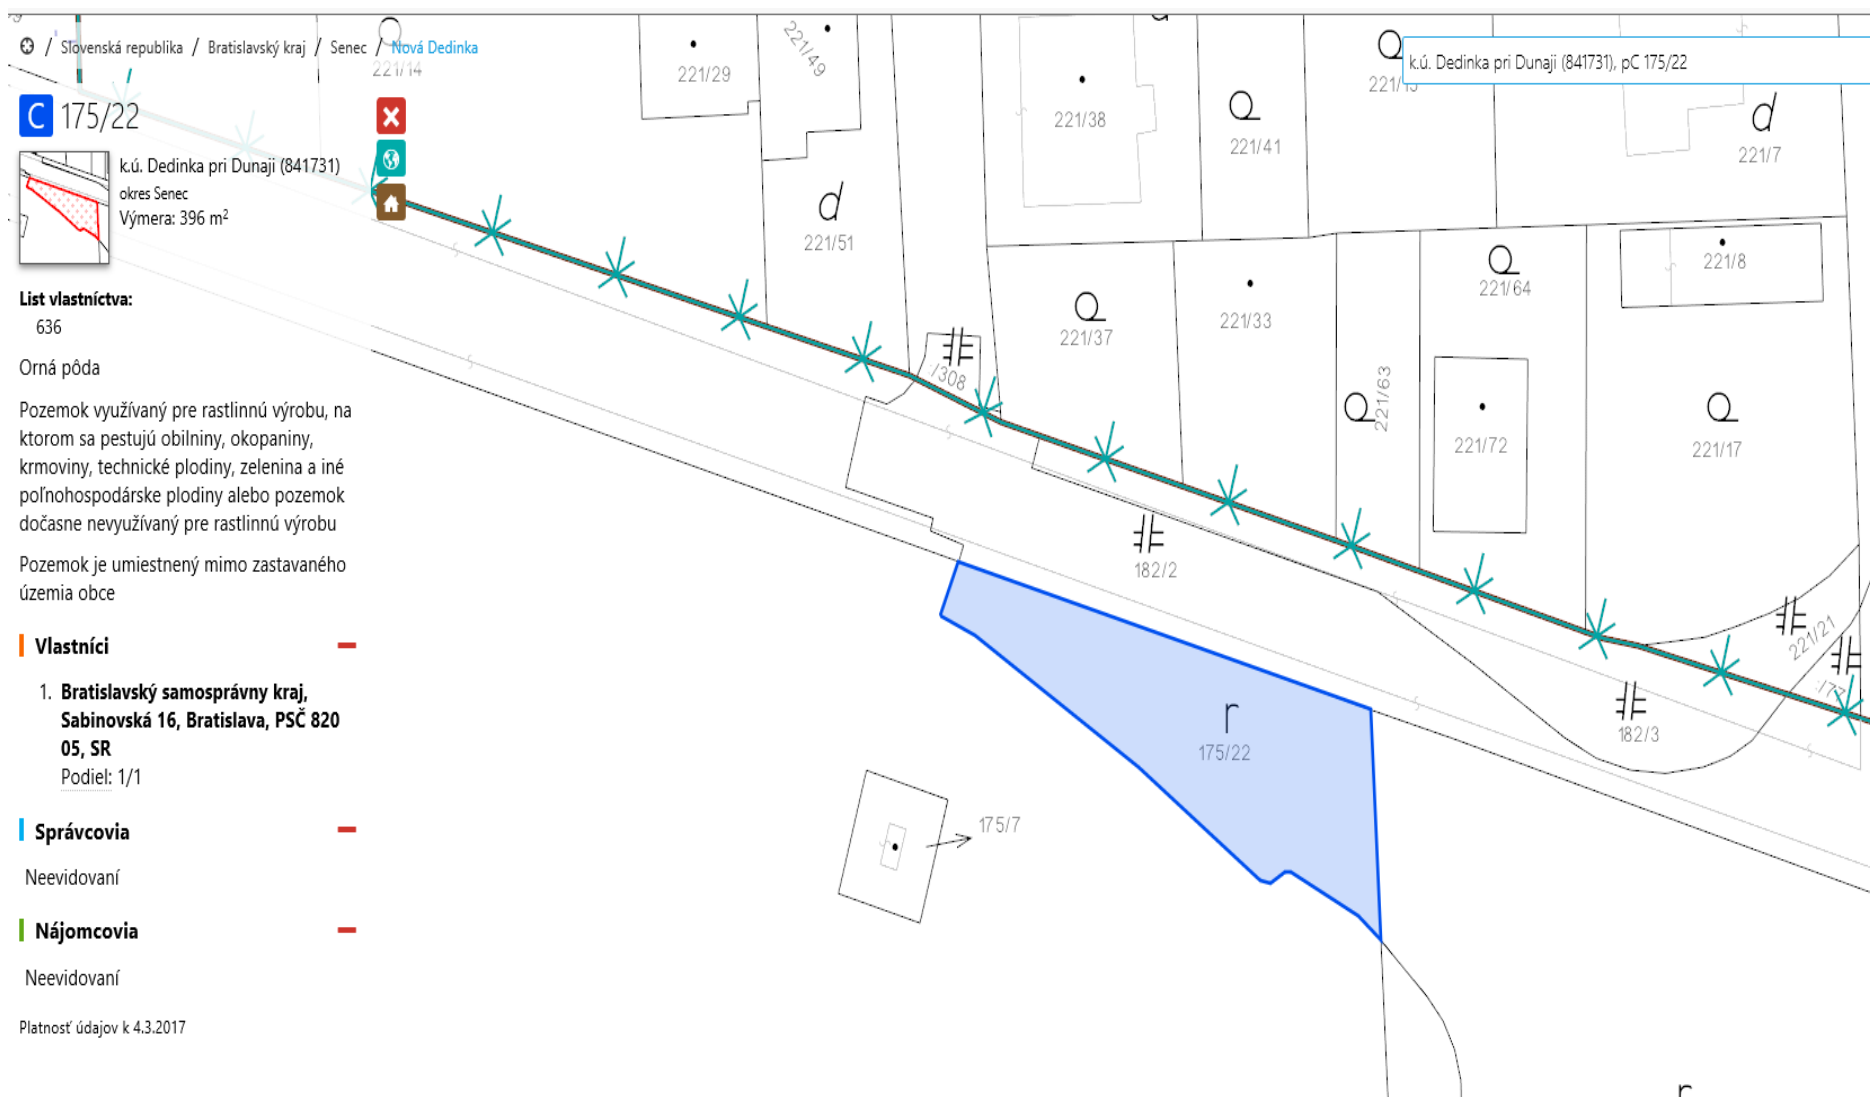 / Slovenská republika / Bratislavský kraj / Senec / Nová Dedinka
k.ú. Dedinka pri Dunaji (841731), pC 175/22
C 175/22
k.ú. Dedinka pri Dunaji (841731)
okres Senec
Výmera: 396 m²
List vlastníctva:
636
Orná pôda
Pozemok využívaný pre rastlinnú výrobu, na
ktorom sa pestujú obilniny, okopaniny,
krmoviny, technické plodiny, zelenina a iné
poľnohospodárske plodiny alebo pozemok
dočasne nevyužívaný pre rastlinnú výrobu
Pozemok je umiestnený mimo zastavaného
územia obce
Vlastníci
1. Bratislavský samosprávny kraj,
Sabinovská 16, Bratislava, PSČ 820
05, SR
Podiel: 1/1
Správcovia
Neevidovaní
Nájomcovia
Neevidovaní
Platnosť údajov k 4.3.2017
221/14
221/29
221/49
221/38
221/41
d
221/7
d
221/51
221/37
221/33
221/64
221/8
/308
221/63
221/72
221/17
182/2
221/21
182/3
r
175/22
175/7
r